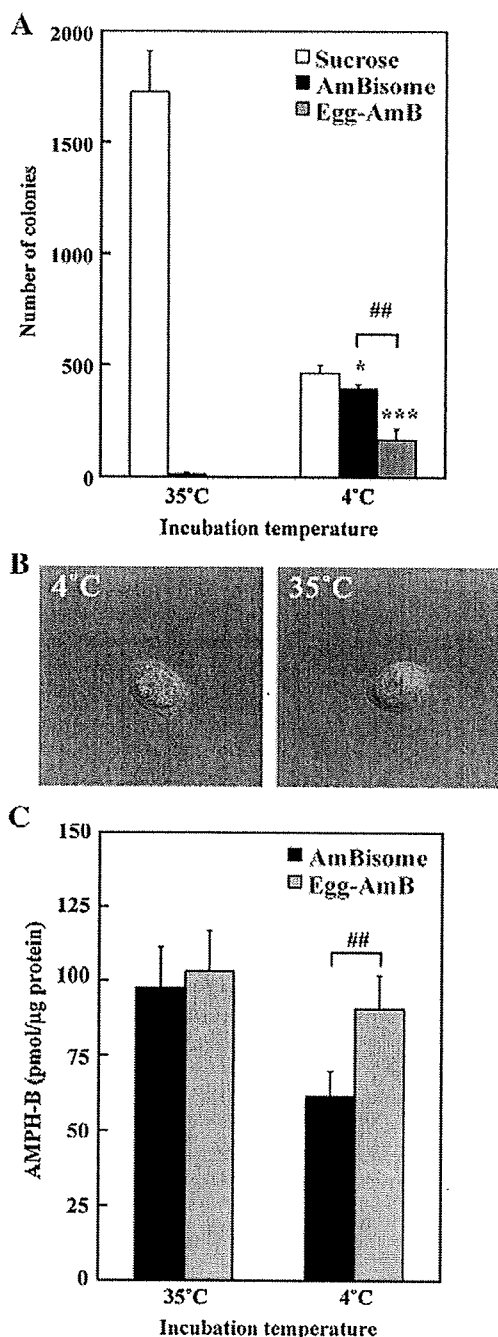 A
2000
1500
1000
500
0
Number of colonies
Sucrose
AmBisome
Egg-AmB
##
*
***
35°C
4°C
Incubation temperature
B
4°C
35°C
C
150
125
100
75
50
25
0
AMPH-B (pmol/µg protein)
AmBisome
Egg-AmB
##
35°C
4°C
Incubation temperature